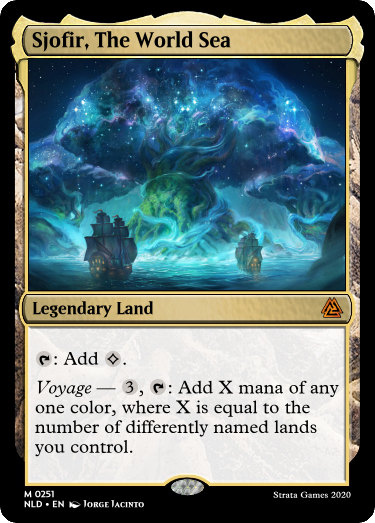 Sjofir, The World Sea
Legendary Land
: Add .
Voyage — 3, : Add X mana of any
one color, where X is equal to the
number of differently named lands
you control.
M 0251
NLD • EN Jorge Jacinto
Strata Games 2020